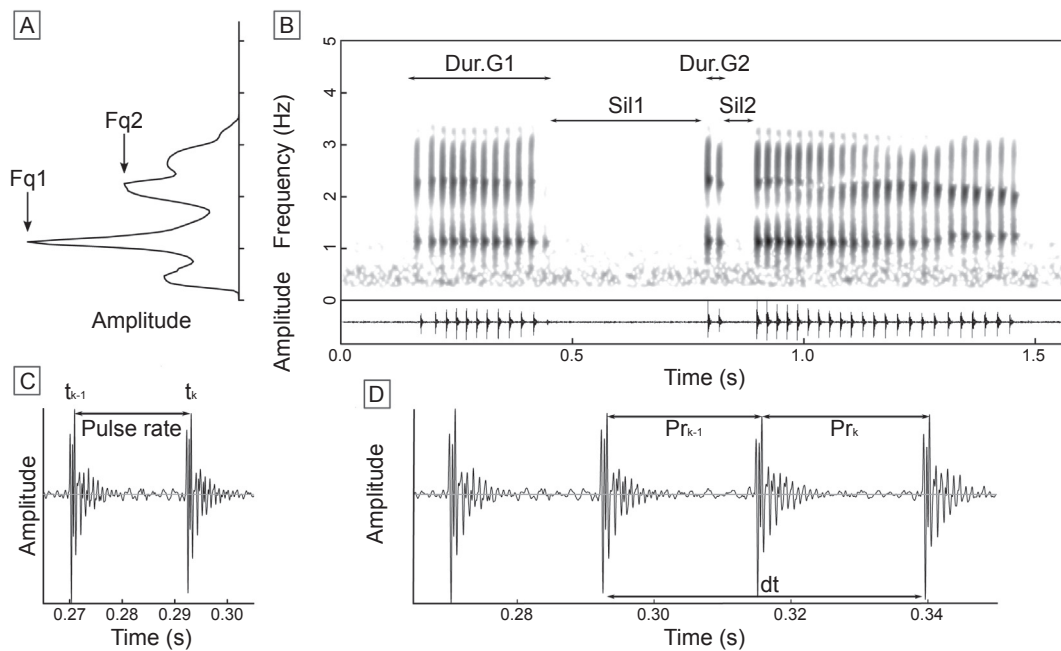 A
Fq2
Fq1
Amplitude
B
5
4
3
2
1
0
Frequency (Hz)
Amplitude
Dur.G1
Dur.G2
Sil1
Sil2
0.0
0.5
1.0
1.5
Time (s)
C
tk-1
tk
Pulse rate
Amplitude
0.27
0.28
0.29
0.30
Time (s)
D
Prk-1
Prk
dt
Amplitude
0.28
0.30
0.32
0.34
Time (s)